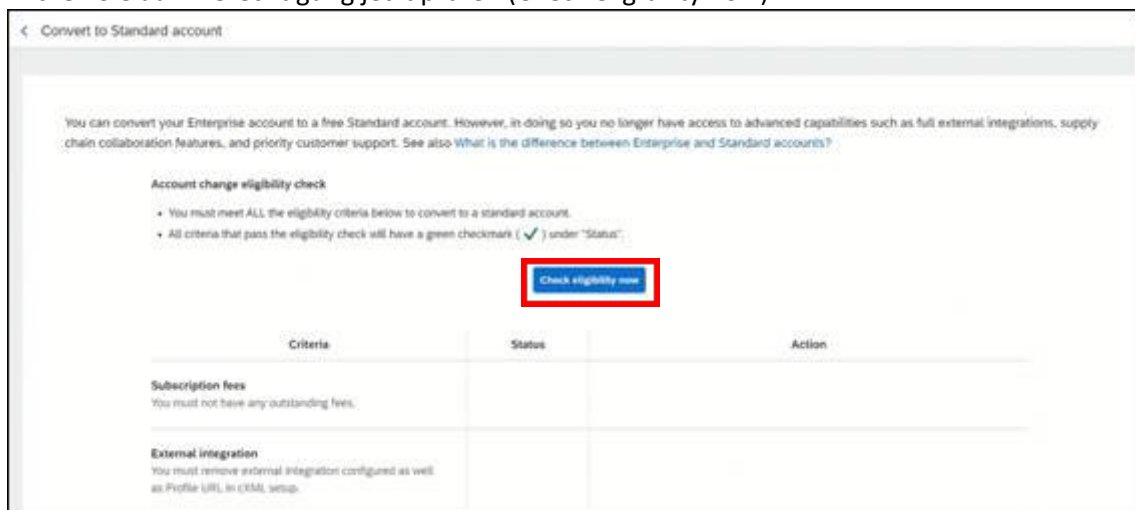 Convert to Standard account
You can convert your Enterprise account to a free Standard account. However, in doing so you no longer have access to advanced capabilities such as full external integrations, supply
chain collaboration features, and priority customer support. See also What is the difference between Enterprise and Standard accounts?
Account change eligibility check
• You must meet ALL the eligibility criteria below to convert to a standard account.
• All criteria that pass the eligibility check will have a green checkmark ( ✓ ) under "Status".
Check eligibility now
Criteria Status Action
Subscription fees
You must not have any outstanding fees.
External integration
You must remove external integration configured as well
as Profile URL in cXML setup.